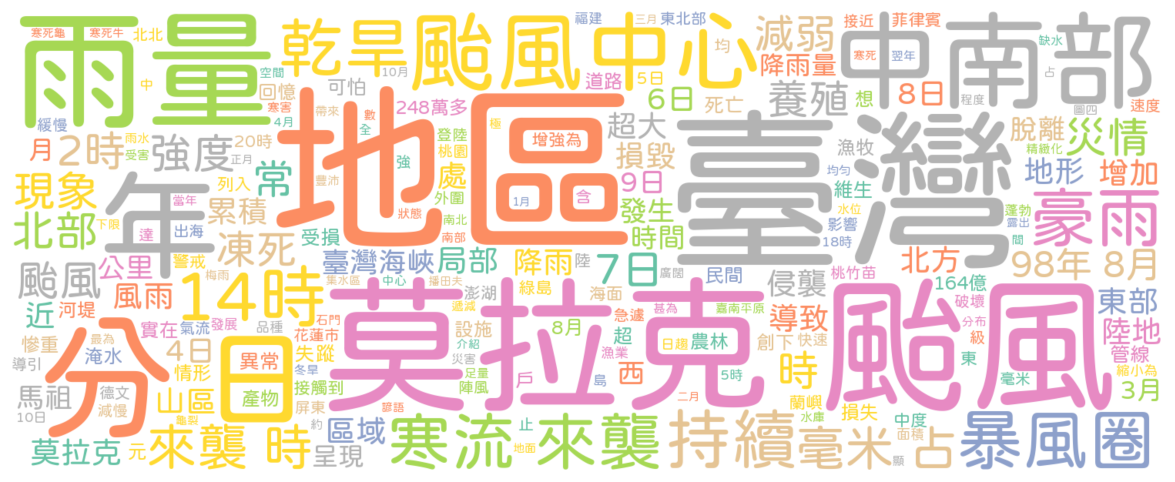 寒死龜 寒死牛 北北
雨量
乾旱
颱風中心
減弱
中南部
福建 三月 東北部
接近 菲律賓
缺水
均 寒死 翌年
降雨量
占
空間
中
回憶
可怕
10月
道路
5日
6日
死亡
養殖
想
8日
程度
圖四
速度
緩慢
寒害
4月
帶來
數
全
248萬多
極
地區
增強為
登陸
桃園
超大
臺灣
漁牧
脫離
精緻化
災情
月
2時
雨水
受害
強度
20時
正月
強
損毀
均勻
地形
增加
現象
年
當年
列入
常
豐沛
處
外圍
9日
含
1月
狀態
維生
蓬勃
露出
豪雨
北部
下限
達
出海
累積
受損
南北
南部
發生
時間
水位
影響
18時
間
桃竹苗
颱風
公里
警戒
凍死
梅雨
臺灣海峽
局部
降雨
陸
7日
廣闊
民間
侵襲
北方
98年8月
近
河堤
風雨
14時
集水區
中心
播田夫
澎湖
綠島
海面
164億
東部
慘重
最為
實在
氣流
發展
品種
花蓮市
石門
遞減
莫拉克
颱風
甚為
嘉南平原
破壞
分布
導致
陸地
淹水
4日
分
日
異常
失蹤
設施
介紹
8月
急遽
超
農林
創下
快速
級
管線
導引
情形
冬旱
接觸到
災害
足量
陣風
漁業
日趨
西
時
東
毫米
縮小為
馬祖
德文
減慢
山區
產物
屏東
諺語
戶
島
5時
二月
蘭嶼
水庫
損失
中度
3月
10日
龜裂
約
止
面積
莫拉克
元
來襲
時
呈現
區域
寒流
地面
來襲
持續
毫米
顯
占
暴風圈